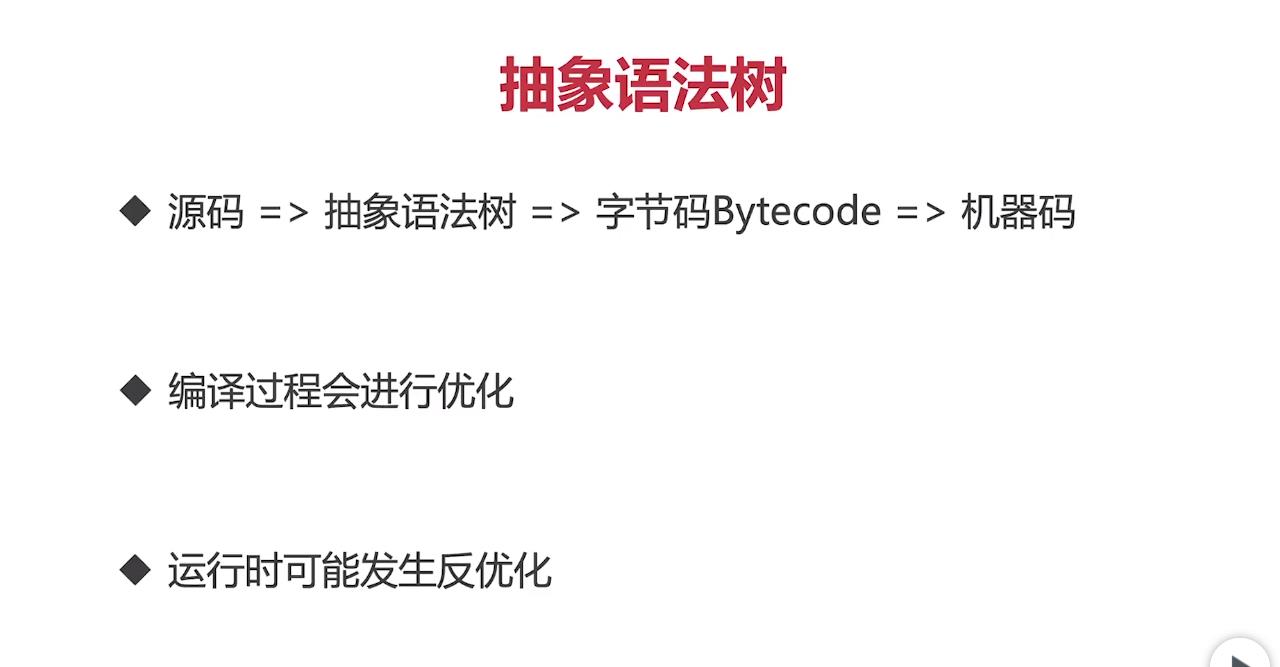 抽象语法树
◆ 源码 => 抽象语法树 => 字节码Bytecode => 机器码
◆ 编译过程会进行优化
◆ 运行时可能发生反优化